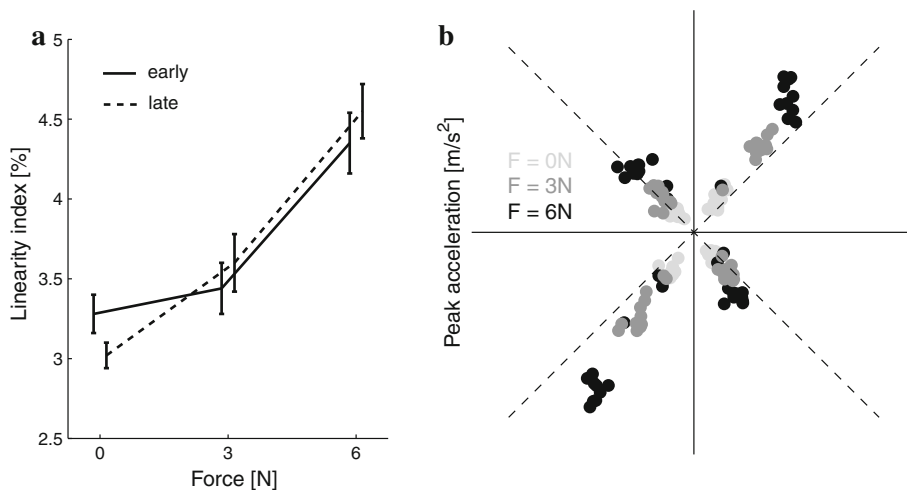 a
5
4.5
4
3.5
3
2.5
Linearity index [%]
early
late
0 3 6
Force [N]
b
Peak acceleration [m/s²]
F = 0N
F = 3N
F = 6N